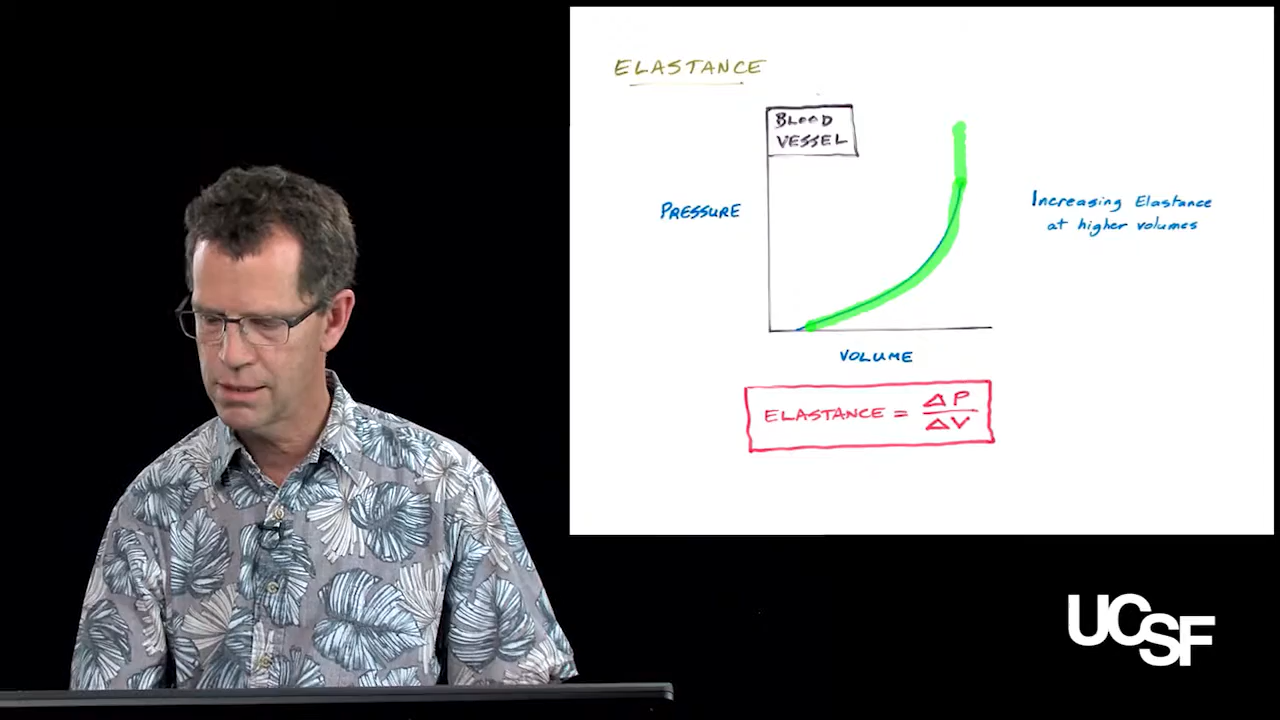 ELASTANCE
BLOOD
VESSEL
PRESSURE
Increasing Elastance
at higher volumes
VOLUME
ELASTANCE = ΔP/ΔV
UCSF